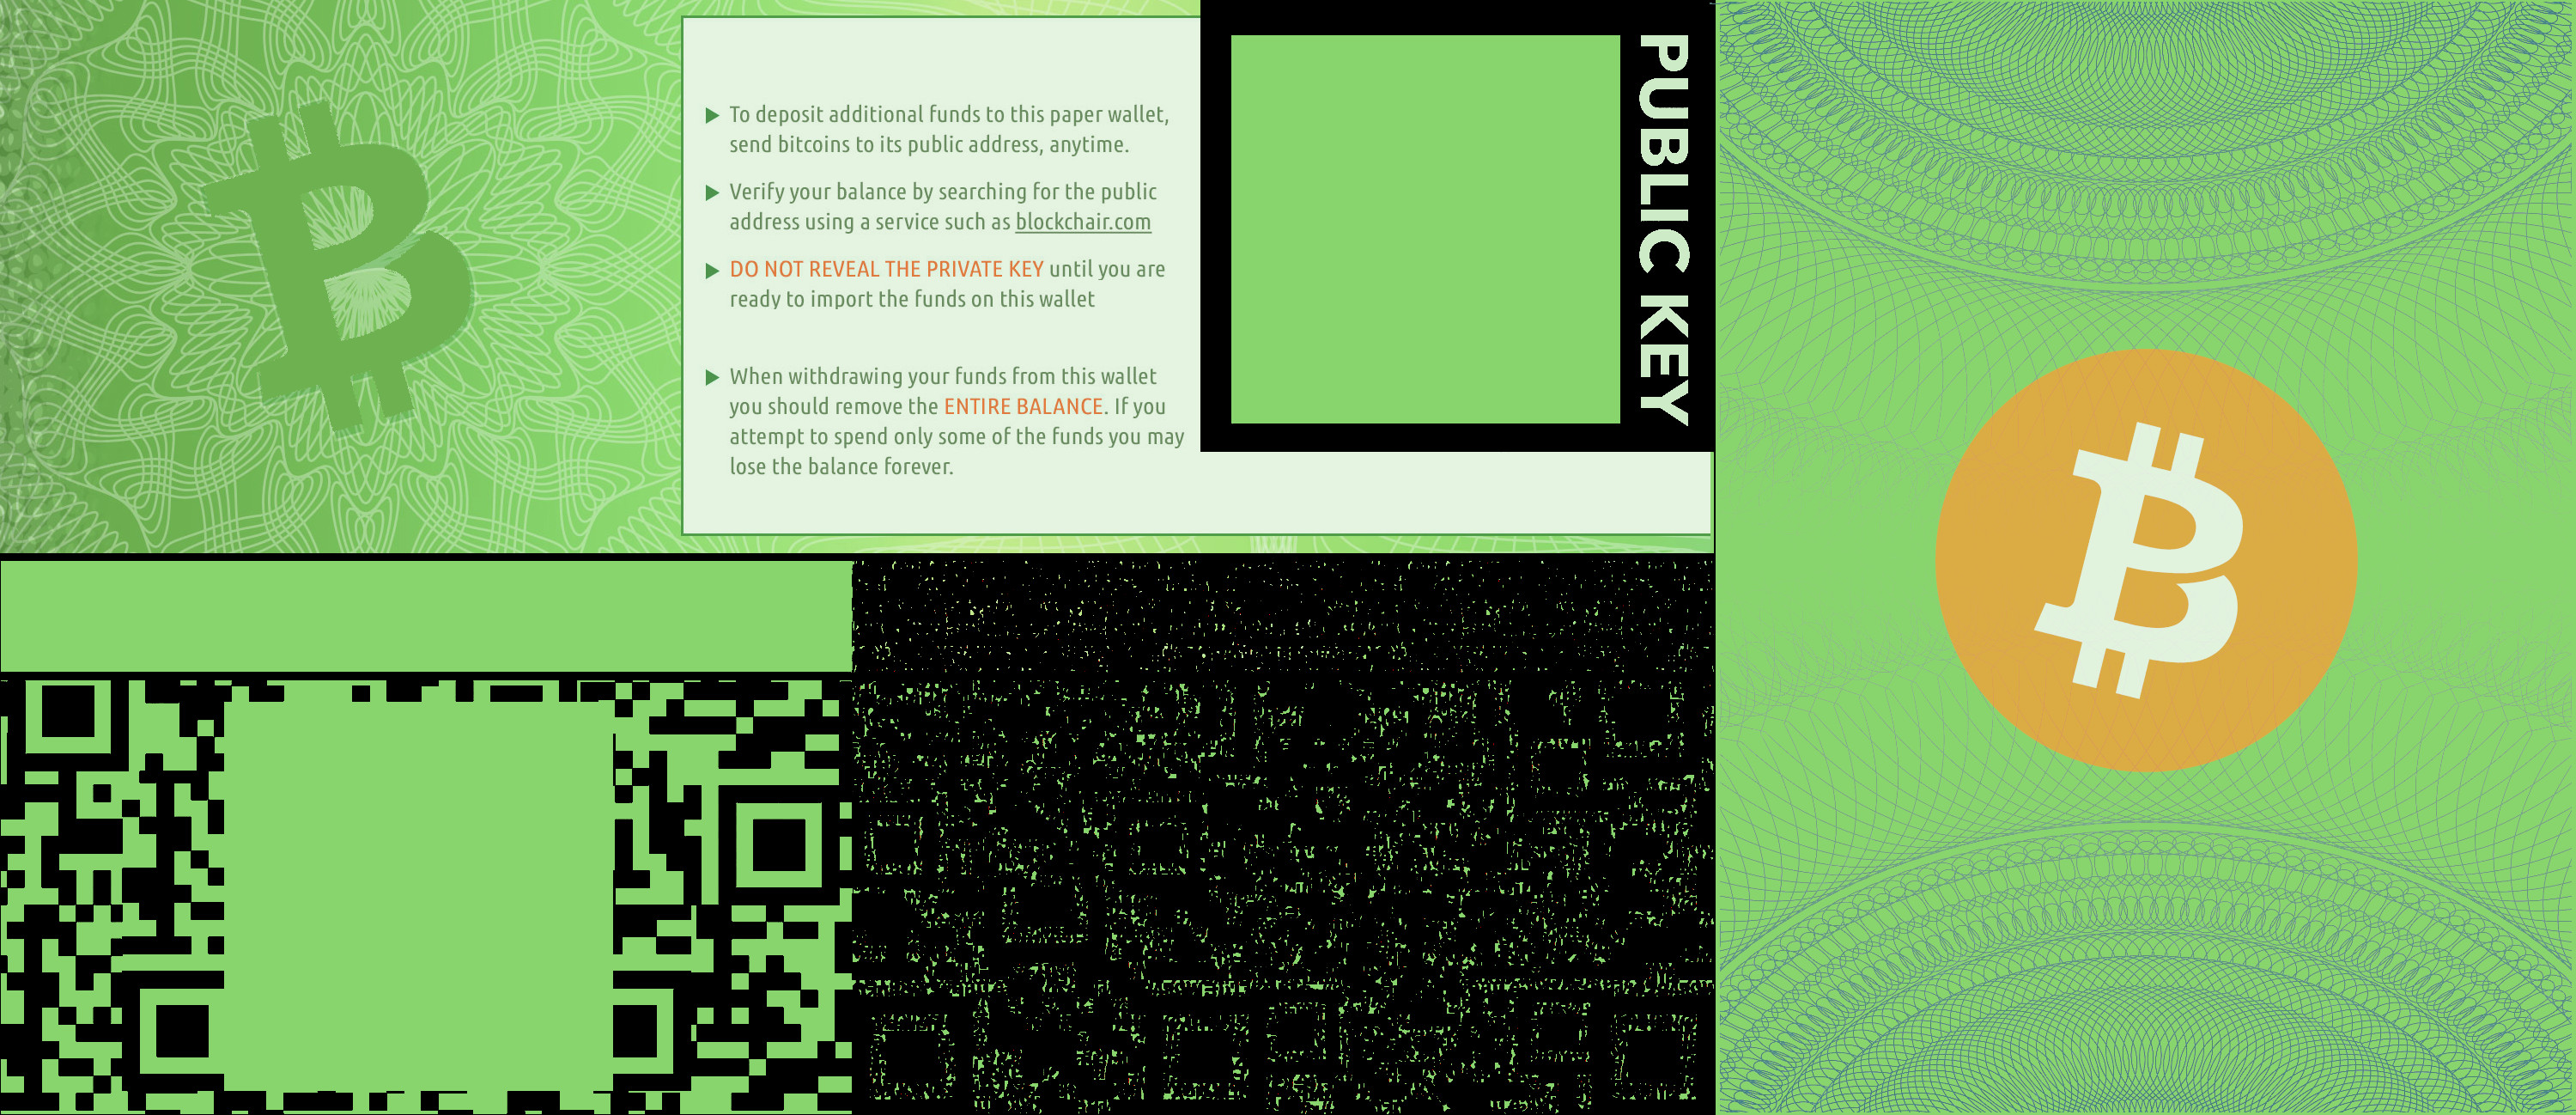 To deposit additional funds to this paper wallet,
send bitcoins to its public address, anytime.
Verify your balance by searching for the public
address using a service such as blockchair.com
DO NOT REVEAL THE PRIVATE KEY until you are
ready to import the funds on this wallet
When withdrawing your funds from this wallet
you should remove the ENTIRE BALANCE. If you
attempt to spend only some of the funds you may
lose the balance forever.
PUBLIC KEY